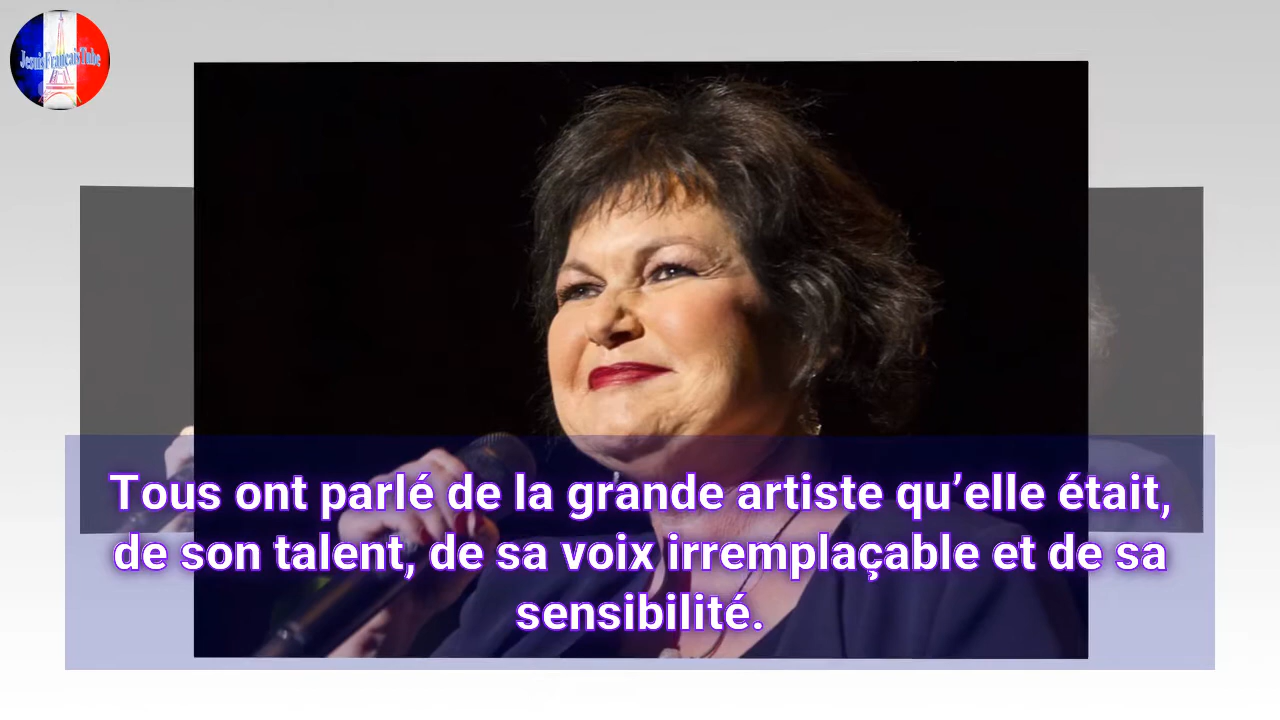 JesuisFrançaisTube
Tous ont parlé de la grande artiste qu’elle était,
de son talent, de sa voix irremplaçable et de sa
sensibilité.